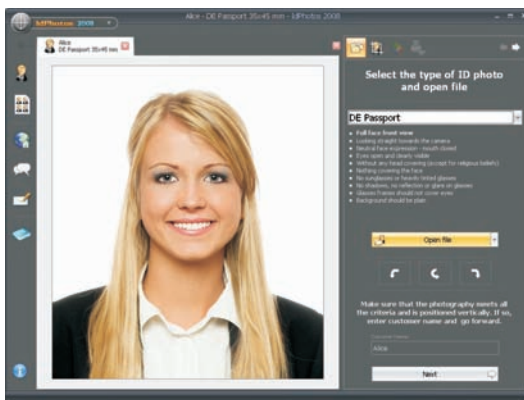 Alice - DE Passport 35x45 mm - IdPhotos 2008
IdPhotos 2008
Alice
DE Passport 35x45 mm
Select the type of ID photo
and open file
DE Passport
Full face front view
Looking straight towards the camera
Neutral face expression - mouth closed
Eyes open and clearly visible
Without any head covering (except for religious beliefs)
Nothing covering the face
No sunglasses or heavily tinted glasses
No shadows, no reflection or glare on glasses
Glasses frames should not cover eyes
Background should be plain
Open file
Make sure that the photography meets all
the criteria and is positioned vertically. If so,
enter customer name and go forward.
Customer Name:
Alice
Next